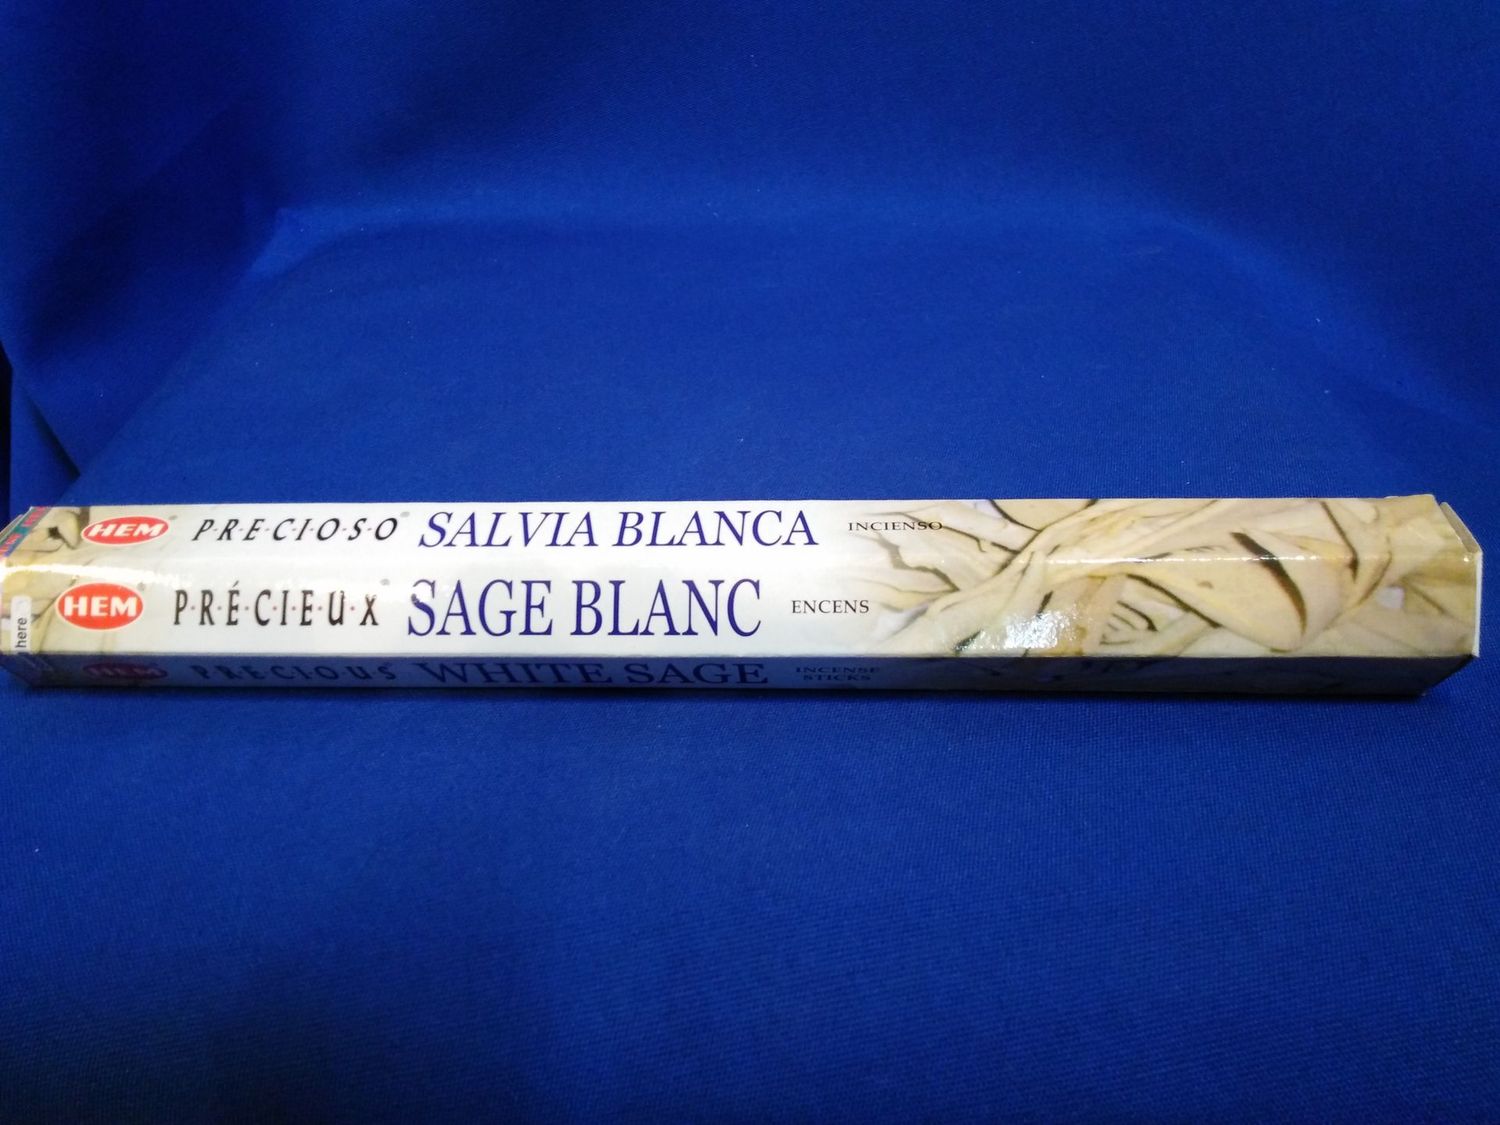 HEM PRECIOSO SALVIA BLANCA INCIENSO
HEM PRÉCIEUX SAGE BLANC ENCENS
HEM PRECIOUS WHITE SAGE INCENSE
STICKS
here